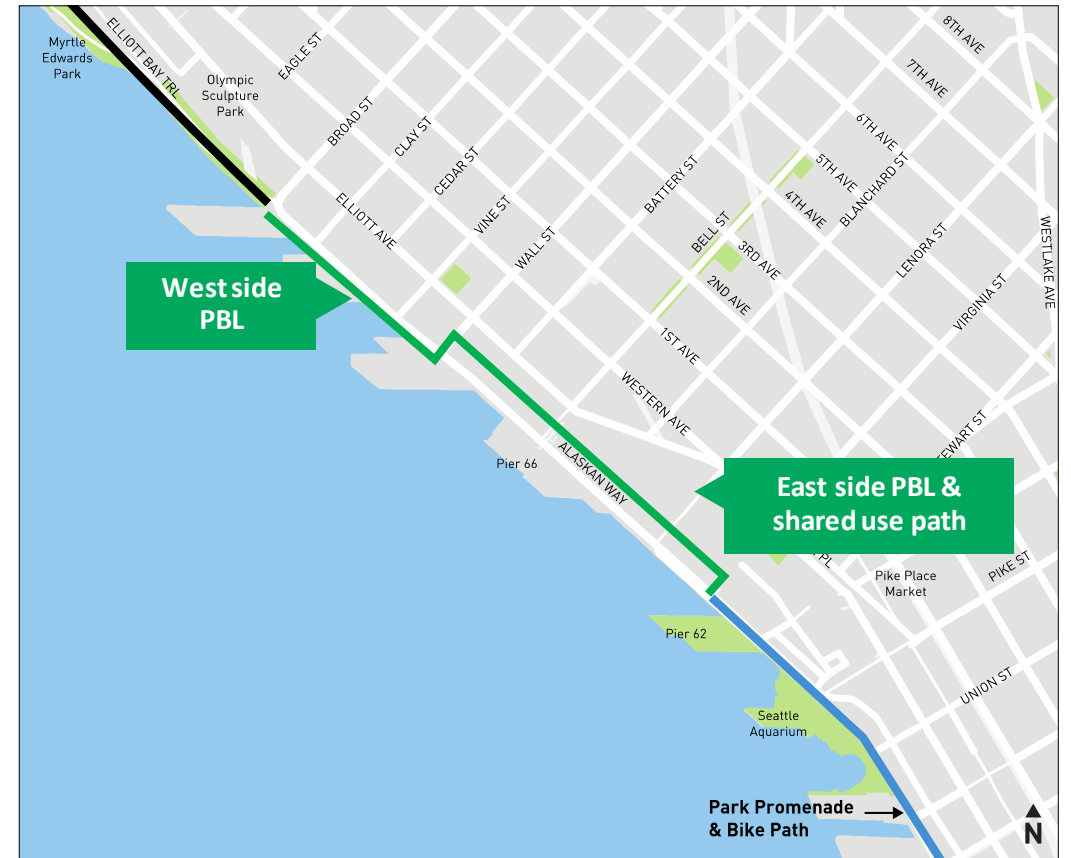 8TH AVE
Myrtle
Edwards
Park
ELLIOTT BAY TRL
EAGLE ST
Olympic
Sculpture
Park
7TH AVE
BROAD ST
CLAY ST
6TH AVE
CEDAR ST
BATTERY ST
5TH AVE
BLANCHARD ST
ELLIOTT AVE
VINE ST
4TH AVE
BELL ST
WALL ST
3RD AVE
LENORA ST
WESTLAKE AVE
West side
PBL
2ND AVE
VIRGINIA ST
1ST AVE
WESTERN AVE
EWART ST
Pier 66
ALASKAN WAY
East side PBL &
shared use path
PL
Pike Place
Market
PIKE ST
Pier 62
UNION ST
Seattle
Aquarium
Park Promenade
& Bike Path
N